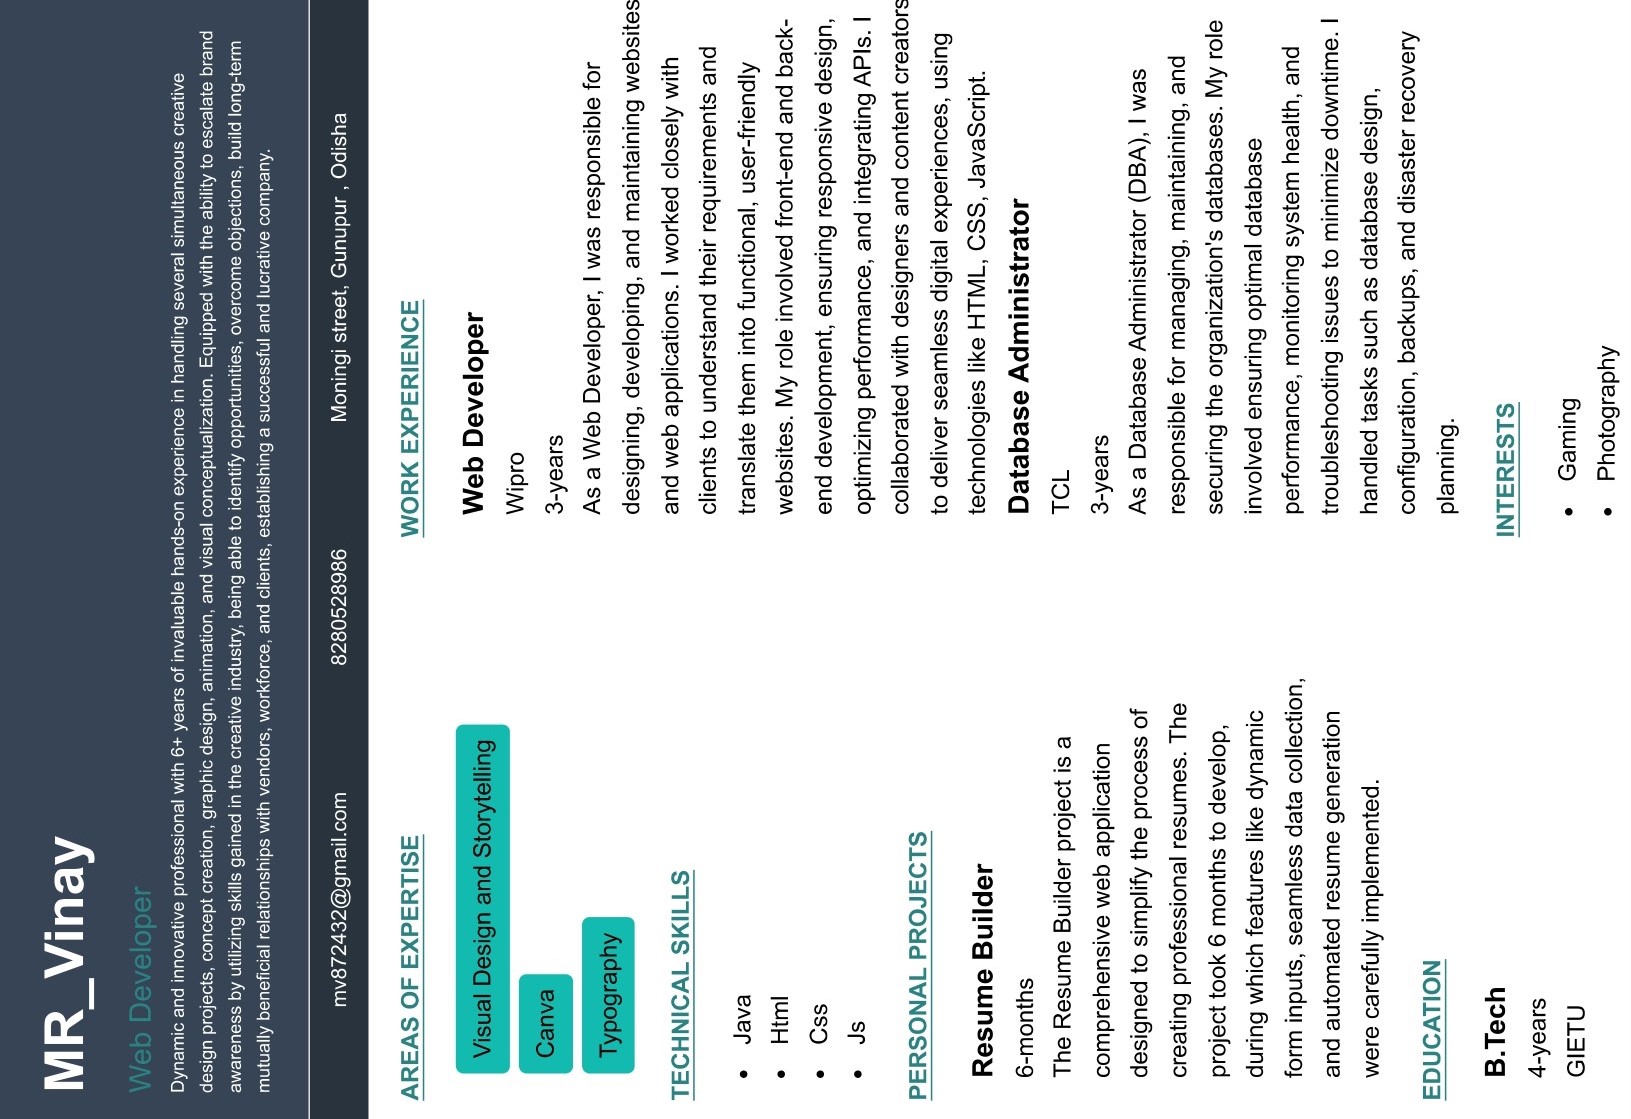 MR_Vinay
Web Developer
Dynamic and innovative professional with 6+ years of invaluable hands-on experience in handling several simultaneous creative
design projects, concept creation, graphic design, animation, and visual conceptualization. Equipped with the ability to escalate brand
awareness by utilizing skills gained in the creative industry, being able to identify opportunities, overcome objections, build long-term
mutually beneficial relationships with vendors, workforce, and clients, establishing a successful and lucrative company.
mv872432@gmail.com 8280528986 Moningi street, Gunupur , Odisha
AREAS OF EXPERTISE
Visual Design and Storytelling
Canva
Typography
TECHNICAL SKILLS
• Java
• Html
• Css
• Js
PERSONAL PROJECTS
Resume Builder
6-months
The Resume Builder project is a
comprehensive web application
designed to simplify the process of
creating professional resumes. The
project took 6 months to develop,
during which features like dynamic
form inputs, seamless data collection,
and automated resume generation
were carefully implemented.
EDUCATION
B.Tech
4-years
GIETU
WORK EXPERIENCE
Web Developer
Wipro
3-years
As a Web Developer, I was responsible for
designing, developing, and maintaining websites
and web applications. I worked closely with
clients to understand their requirements and
translate them into functional, user-friendly
websites. My role involved front-end and back-
end development, ensuring responsive design,
optimizing performance, and integrating APIs. I
collaborated with designers and content creators
to deliver seamless digital experiences, using
technologies like HTML, CSS, JavaScript.
Database Administrator
TCL
3-years
As a Database Administrator (DBA), I was
responsible for managing, maintaining, and
securing the organization's databases. My role
involved ensuring optimal database
performance, monitoring system health, and
troubleshooting issues to minimize downtime. I
handled tasks such as database design,
configuration, backups, and disaster recovery
planning.
INTERESTS
• Gaming
• Photography